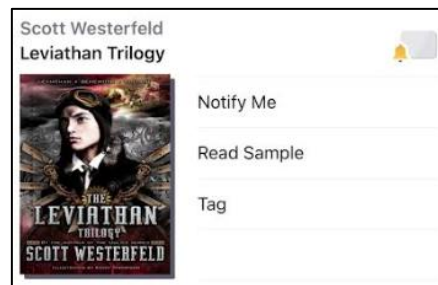 Scott Westerfeld
Leviathan Trilogy
Notify Me
Read Sample
Tag
THE
LEVIATHAN
TRILOGY
SCOTT WESTERFELD